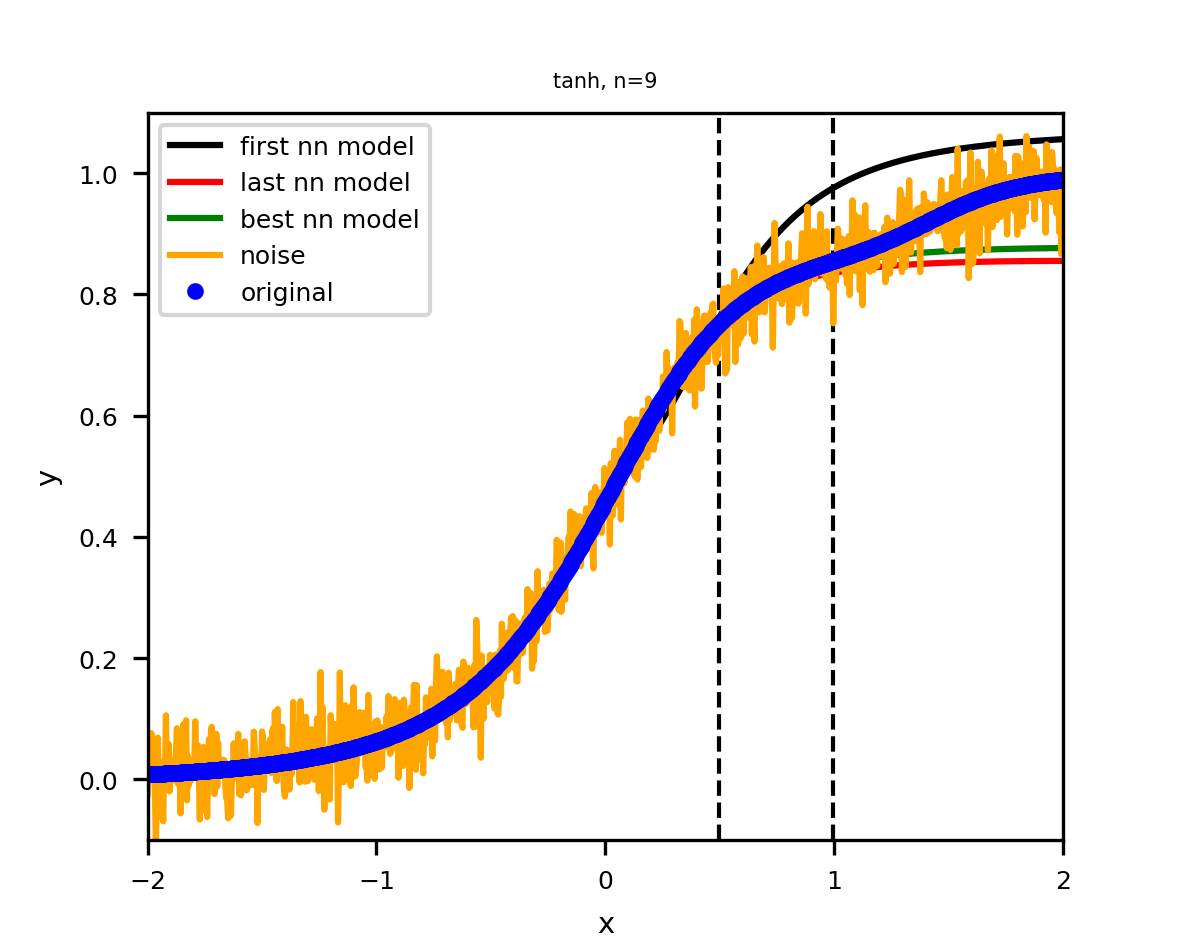 tanh, n=9
first nn model
last nn model
best nn model
noise
original
1.0
0.8
0.6
0.4
0.2
0.0
y
−2
−1
0
1
2
x